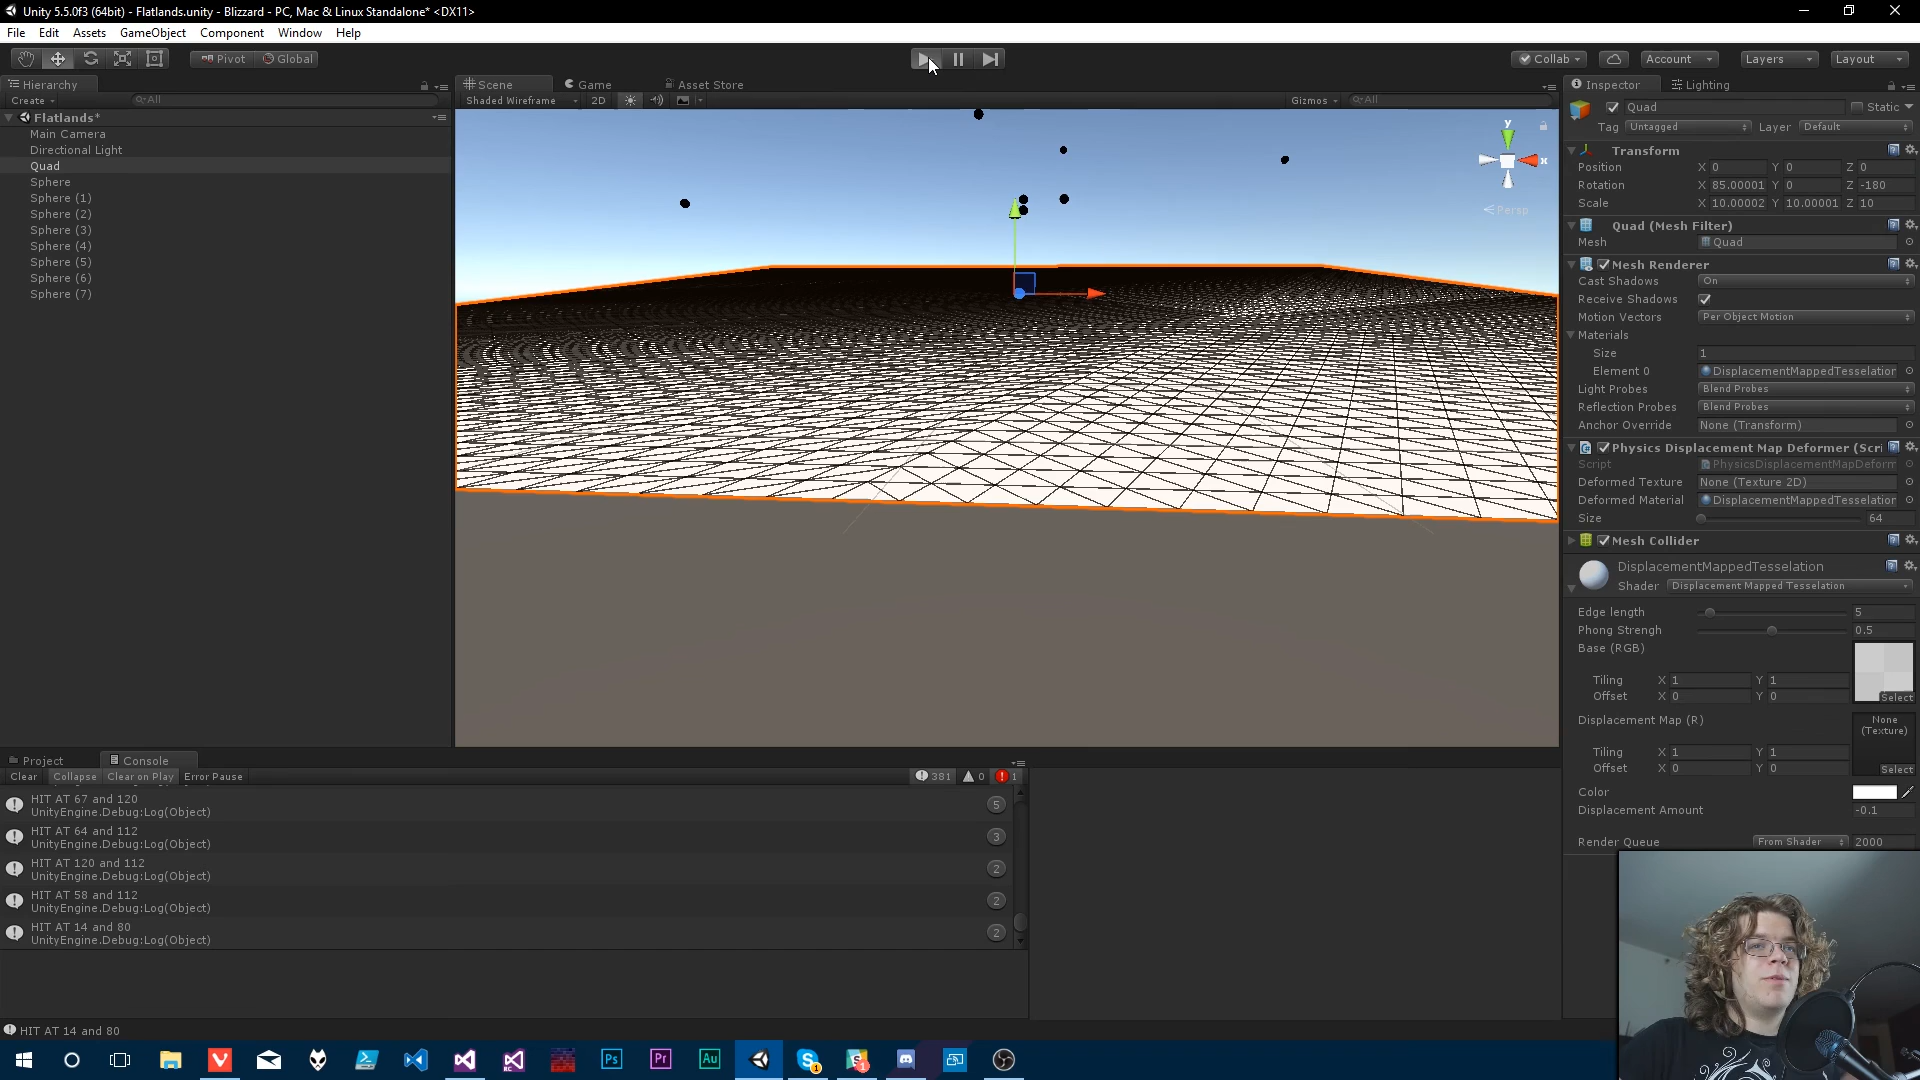 Unity 5.5.0f3 (64bit) - Flatlands.unity - Blizzard - PC, Mac & Linux Standalone* <DX11>
File Edit Assets GameObject Component Window Help
Pivot Global Collab Account Layers Layout
Hierarchy Scene Game Asset Store Inspector Lighting
Create All Shaded Wireframe 2D Gizmos All
Flatlands*
Main Camera
Directional Light
Quad
Sphere
Sphere (1)
Sphere (2)
Sphere (3)
Sphere (4)
Sphere (5)
Sphere (6)
Sphere (7)
y
x
Persp
Quad Static
Tag Untagged Layer Default
Transform
Position X 0 Y 0 Z 0
Rotation X 85.00001 Y 0 Z -180
Scale X 10.00002 Y 10.00001 Z 10
Quad (Mesh Filter)
Mesh Quad
Mesh Renderer
Cast Shadows On
Receive Shadows
Motion Vectors Per Object Motion
Materials
Size 1
Element 0 DisplacementMappedTesselation
Light Probes Blend Probes
Reflection Probes Blend Probes
Anchor Override None (Transform)
Physics Displacement Map Deformer (Scri
Script PhysicsDisplacementMapDeform
Deformed Texture None (Texture 2D)
Deformed Material DisplacementMappedTesselation
Size 64
Mesh Collider
DisplacementMappedTesselation
Shader Displacement Mapped Tesselation
Edge length 5
Phong Strengh 0.5
Base (RGB)
Tiling X 1 Y 1
Offset X 0 Y 0
Select
Displacement Map (R) None
(Texture)
Tiling X 1 Y 1
Offset X 0 Y 0
Select
Color
Displacement Amount -0.1
Render Queue From Shader 2000
Project Console
Clear Collapse Clear on Play Error Pause 381 0 1
HIT AT 67 and 120
UnityEngine.Debug:Log(Object)
5
HIT AT 64 and 112
UnityEngine.Debug:Log(Object)
3
HIT AT 120 and 112
UnityEngine.Debug:Log(Object)
2
HIT AT 58 and 112
UnityEngine.Debug:Log(Object)
2
HIT AT 14 and 80
UnityEngine.Debug:Log(Object)
2
HIT AT 14 and 80
RC Ps Pr Au S 1 1